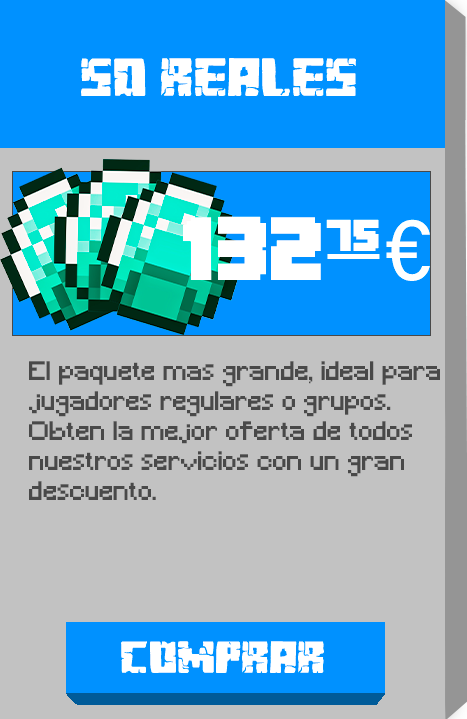 50 REALES
132 75 €
El paquete mas grande, ideal para
jugadores regulares o grupos.
Obten la mejor oferta de todos
nuestros servicios con un gran
descuento.
COMPRAR